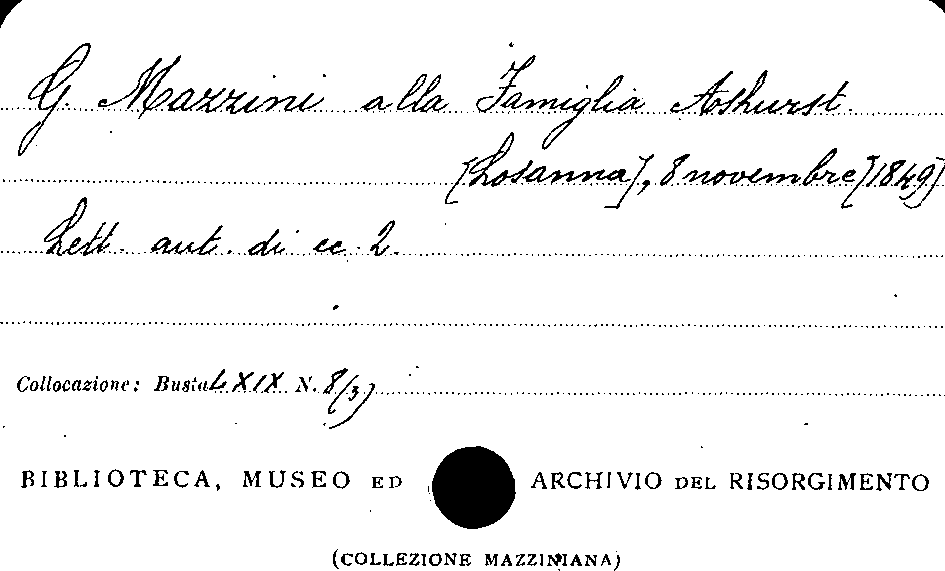 G. Mazzini alla Famiglia Ashurst.
[Losanna], 8 novembre [1849]
Lett. aut. di cc. 2.
Collocazione: Busta LXIX N. 8/3)
BIBLIOTECA, MUSEO ED ARCHIVIO DEL RISORGIMENTO
(COLLEZIONE MAZZINIANA)